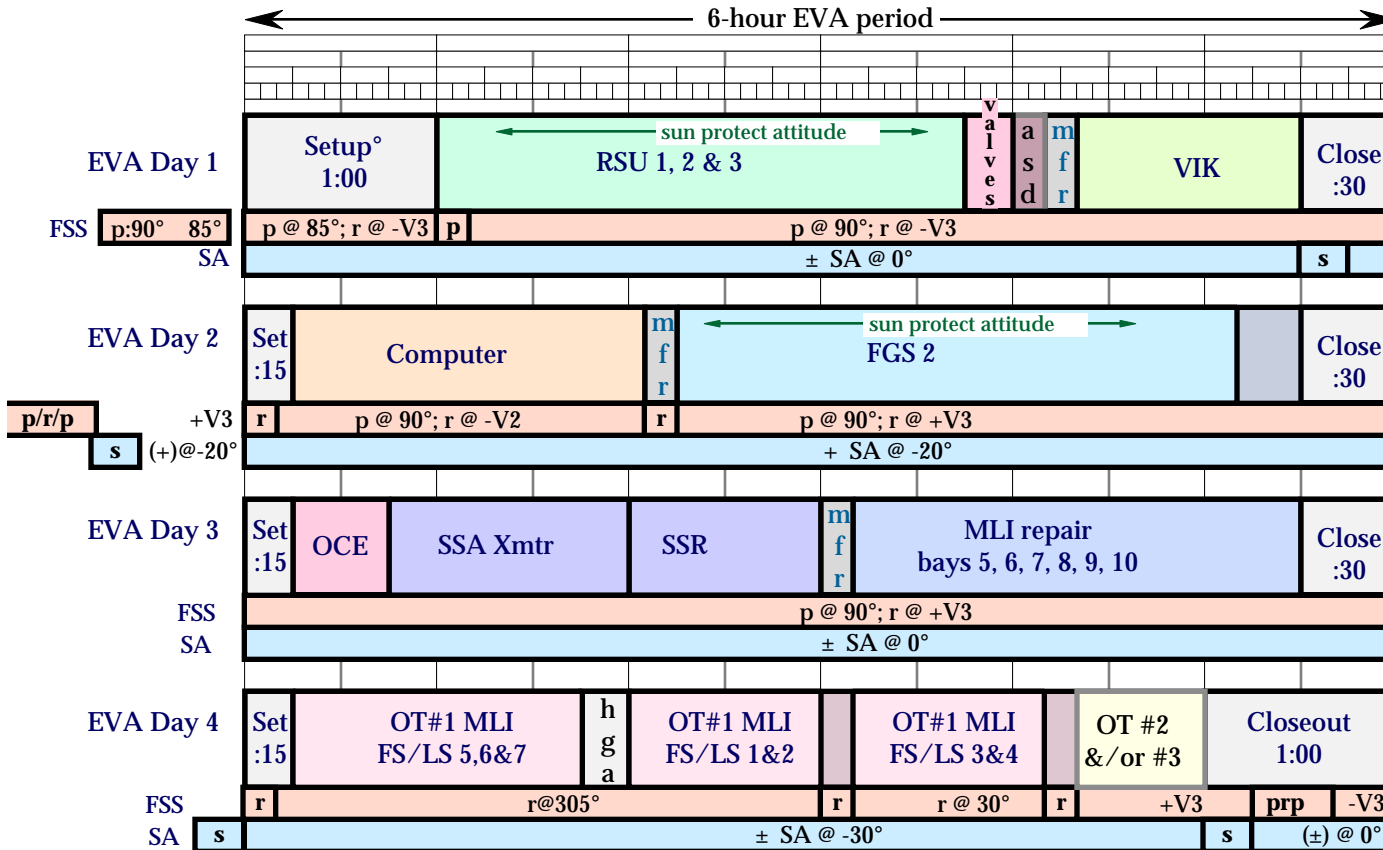 6-hour EVA period
EVA Day 1
Setup°
1:00
sun protect attitude
RSU 1, 2 & 3
valves
asd
mfr
VIK
Close
:30
FSS
p:90° 85°
p @ 85°; r @ -V3
p
p @ 90°; r @ -V3
SA
± SA @ 0°
s
EVA Day 2
Set
:15
Computer
mfr
sun protect attitude
FGS 2
Close
:30
p/r/p
+V3
r
p @ 90°; r @ -V2
r
p @ 90°; r @ +V3
s
(+)@-20°
+ SA @ -20°
EVA Day 3
Set
:15
OCE
SSA Xmtr
SSR
mfr
MLI repair
bays 5, 6, 7, 8, 9, 10
Close
:30
FSS
p @ 90°; r @ +V3
SA
± SA @ 0°
EVA Day 4
Set
:15
OT#1 MLI
FS/LS 5,6&7
hga
OT#1 MLI
FS/LS 1&2
OT#1 MLI
FS/LS 3&4
OT #2
&/or #3
Closeout
1:00
FSS
r
r@305°
r
r @ 30°
r
+V3
prp
-V3
SA
s
± SA @ -30°
s
(±) @ 0°